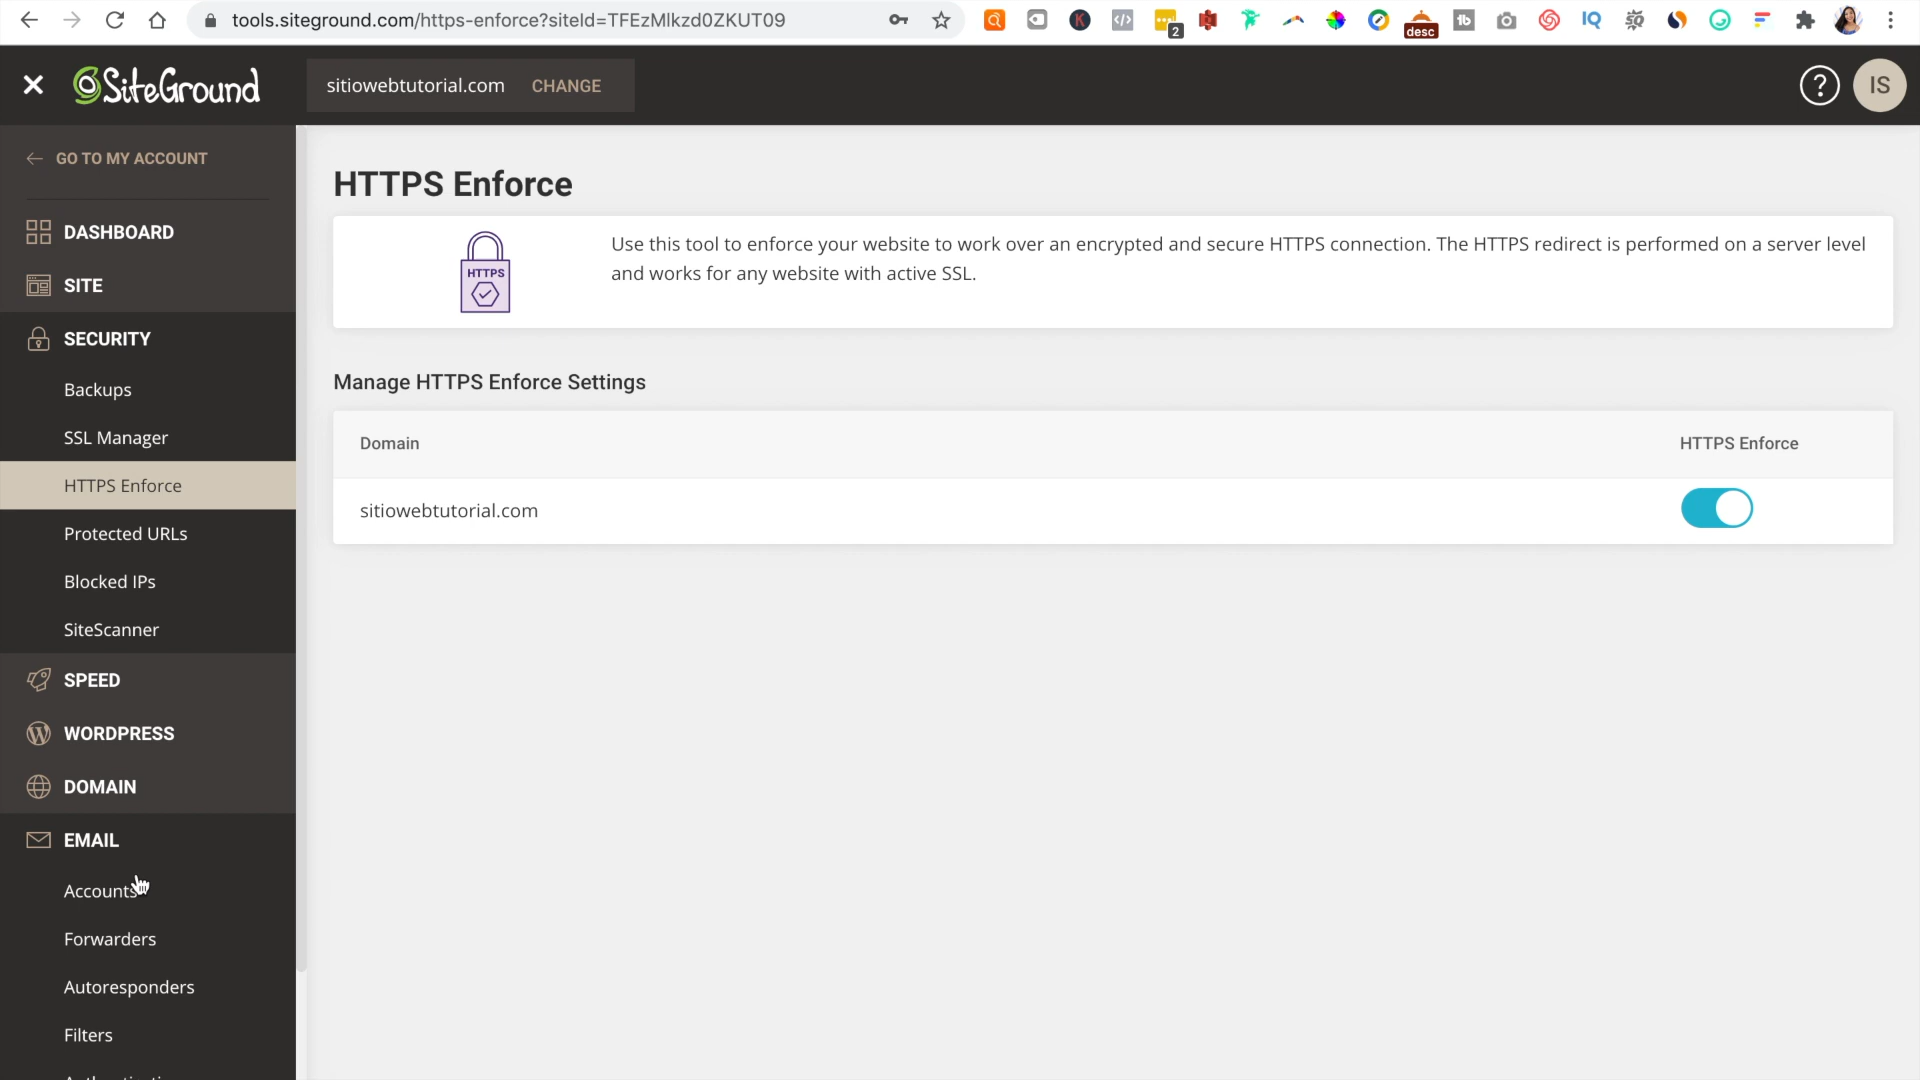 tools.siteground.com/https-enforce?siteId=TFEzMlkzd0ZKUT09
2
desc
tb
IQ
SiteGround
sitiowebtutorial.com CHANGE
? IS
GO TO MY ACCOUNT
DASHBOARD
SITE
SECURITY
Backups
SSL Manager
HTTPS Enforce
Protected URLs
Blocked IPs
SiteScanner
SPEED
WORDPRESS
DOMAIN
EMAIL
Accounts
Forwarders
Autoresponders
Filters
HTTPS Enforce
HTTPS
Use this tool to enforce your website to work over an encrypted and secure HTTPS connection. The HTTPS redirect is performed on a server level
and works for any website with active SSL.
Manage HTTPS Enforce Settings
Domain HTTPS Enforce
sitiowebtutorial.com